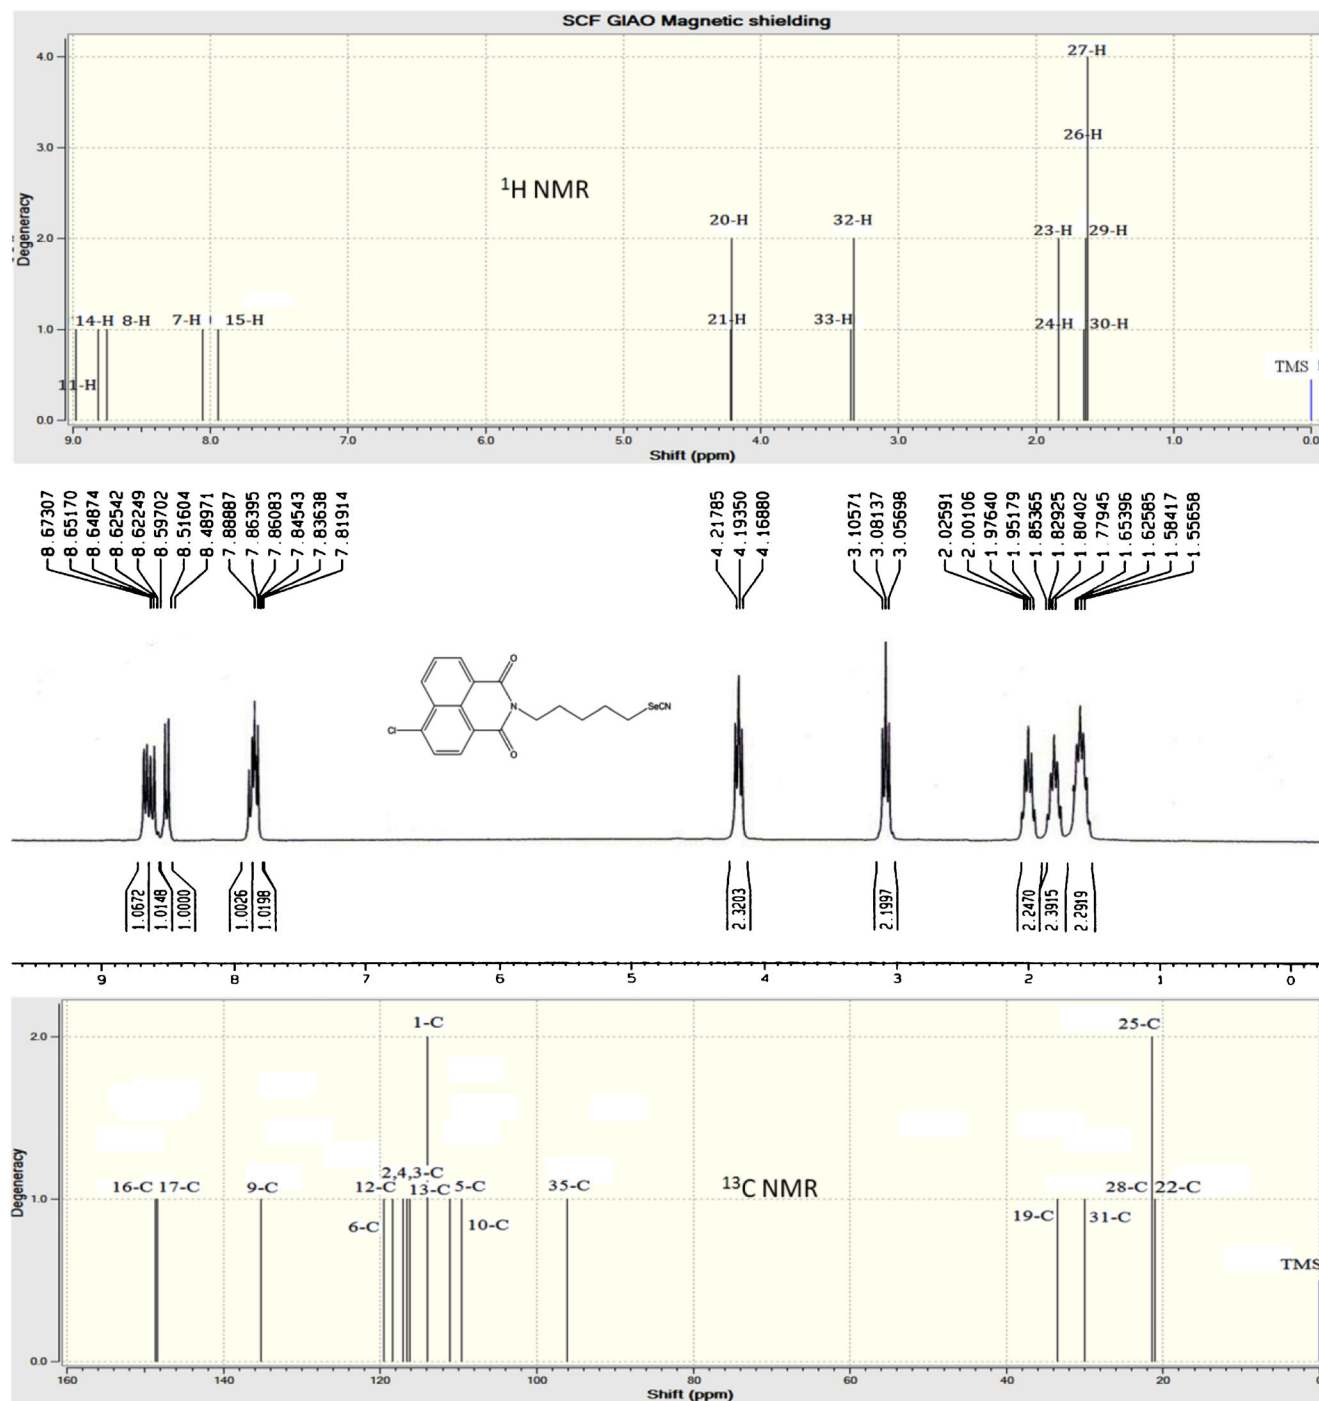 SCF GIAO Magnetic shielding
27-H
4.0
26-H
3.0
¹H NMR
20-H
32-H
23-H
29-H
2.0
14-H
8-H
7-H
15-H
21-H
33-H
24-H
30-H
1.0
11-H
TMS
0.0
Degeneracy
9.0 8.0 7.0 6.0 5.0 4.0 3.0 2.0 1.0 0.0
Shift (ppm)
8.67307
8.65170
8.64874
8.62542
8.62249
8.59702
8.51604
8.48971
7.88887
7.86395
7.86083
7.84543
7.83638
7.81914
4.21785
4.19350
4.16880
3.10571
3.08137
3.05698
2.02591
2.00106
1.97640
1.95179
1.85365
1.82925
1.80402
1.77945
1.65396
1.62585
1.58417
1.55658
O
N
SeCN
Cl
O
1.0672
1.0148
1.0000
1.0026
1.0198
2.3203
2.1997
2.2470
2.3915
2.2919
9 8 7 6 5 4 3 2 1 0
1-C
25-C
2.0
2,4,3-C
16-C
17-C
9-C
12-C
13-C
5-C
35-C
¹³C NMR
28-C
22-C
1.0
6-C
10-C
19-C
31-C
TMS
0.0
Degeneracy
160 140 120 100 80 60 40 20
Shift (ppm)